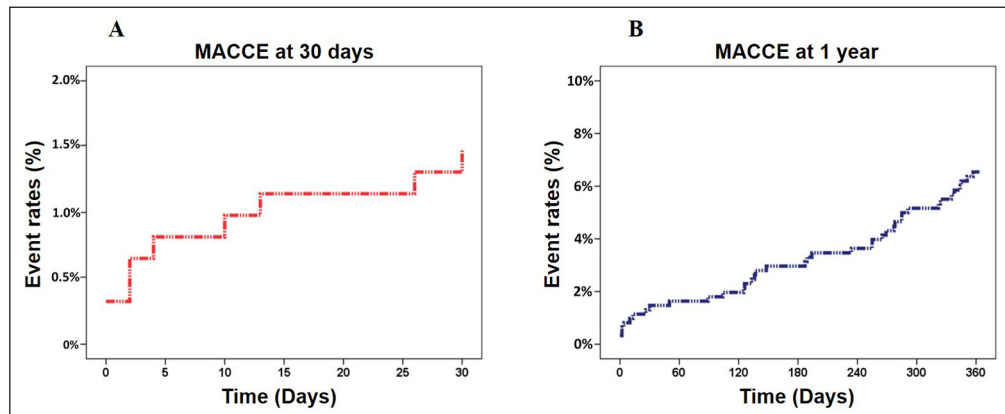 A
MACCE at 30 days
2.0%
1.5%
1.0%
0.5%
0%
Event rates (%)
0 5 10 15 20 25 30
Time (Days)
B
MACCE at 1 year
10%
8%
6%
4%
2%
0%
Event rates (%)
0 60 120 180 240 300 360
Time (Days)